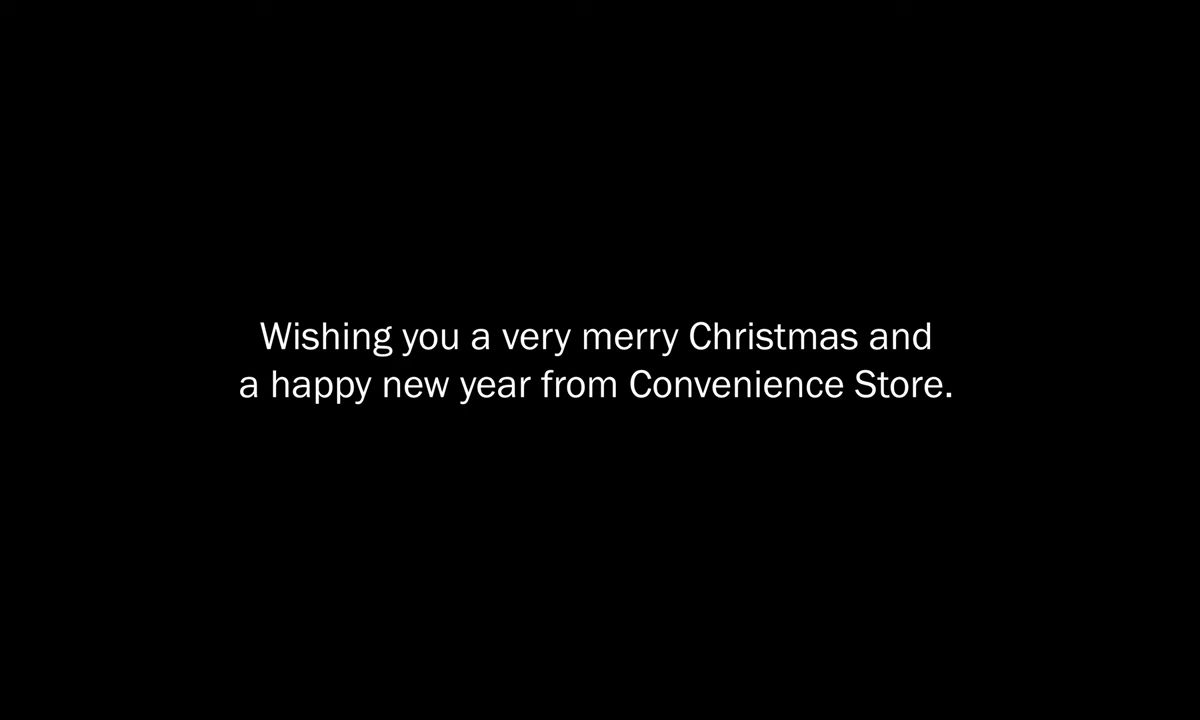 Wishing you a very merry Christmas and
a happy new year from Convenience Store.